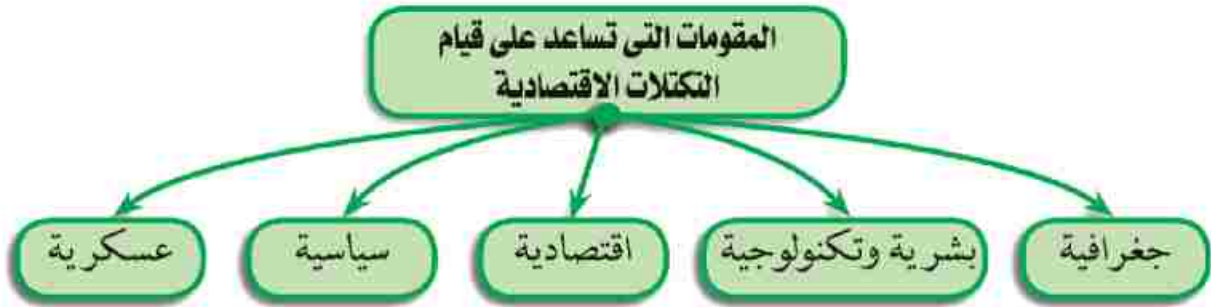 المقومات التى تساعد على قيام
التكتلات الاقتصادية
جغرافية
بشرية وتكنولوجية
اقتصادية
سياسية
عسكرية